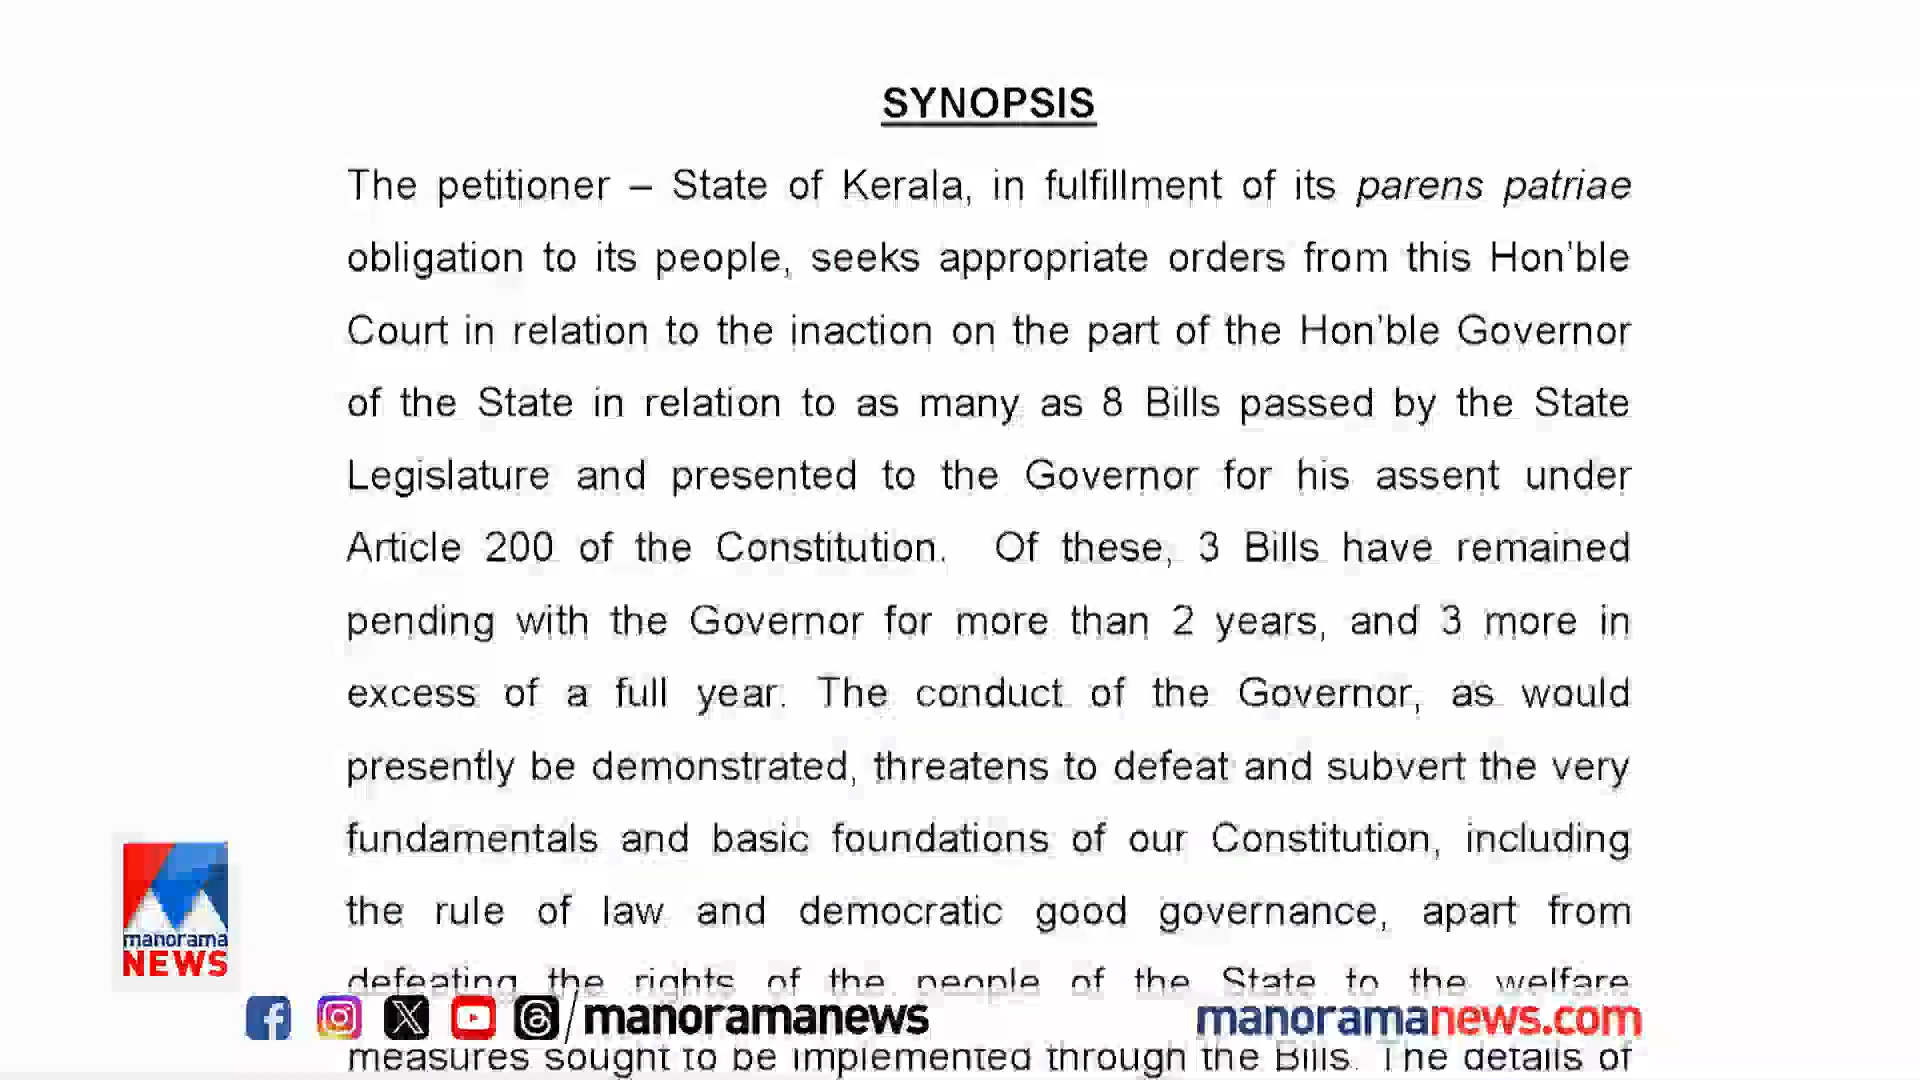 SYNOPSIS
The petitioner – State of Kerala, in fulfillment of its parens patriae
obligation to its people, seeks appropriate orders from this Hon'ble
Court in relation to the inaction on the part of the Hon'ble Governor
of the State in relation to as many as 8 Bills passed by the State
Legislature and presented to the Governor for his assent under
Article 200 of the Constitution. Of these, 3 Bills have remained
pending with the Governor for more than 2 years, and 3 more in
excess of a full year. The conduct of the Governor, as would
presently be demonstrated, threatens to defeat and subvert the very
fundamentals and basic foundations of our Constitution, including
the rule of law and democratic good governance, apart from
defeating the rights of the people of the State to the welfare
measures sought to be implemented through the Bills. The details of
manorama
NEWS
/manoramanews
manoramanews.com